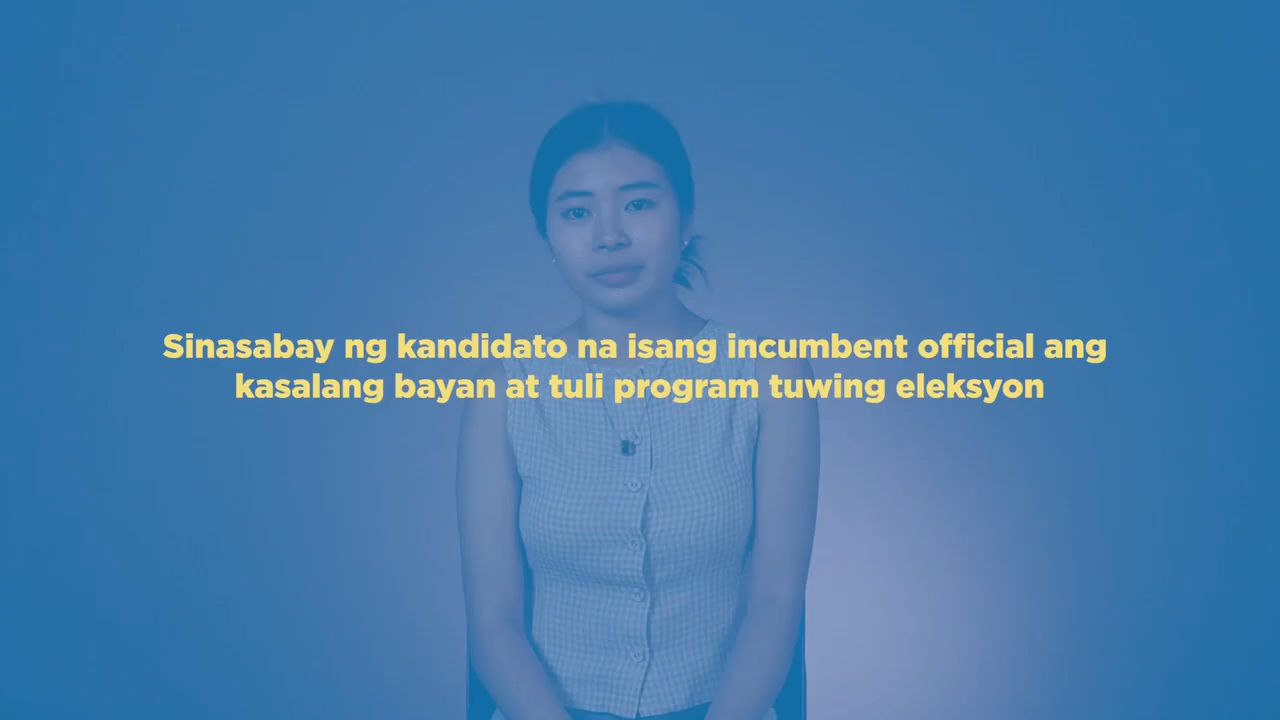 Sinasabay ng kandidato na isang incumbent official ang
kasalang bayan at tuli program tuwing eleksyon